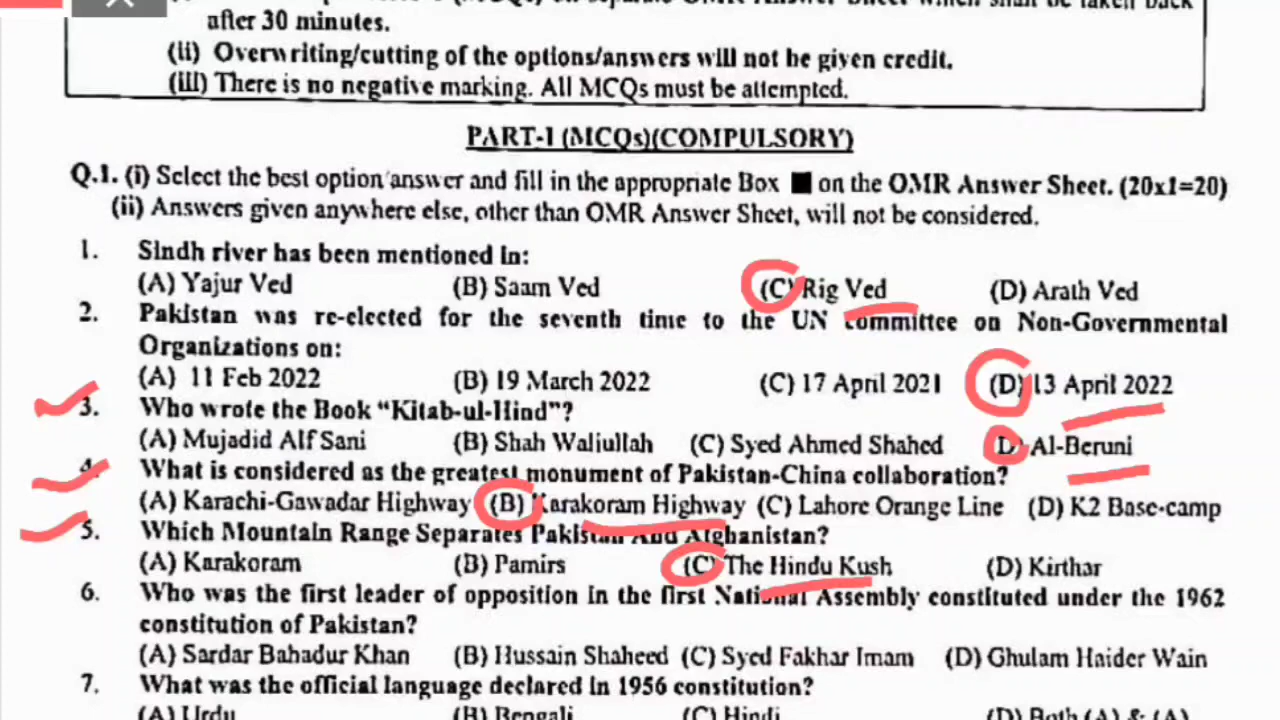 after 30 minutes.
(ii) Overwriting/cutting of the options/answers will not be given credit.
(iii) There is no negative marking. All MCQs must be attempted.
PART-I (MCQs)(COMPULSORY)
Q.1. (i) Select the best option/answer and fill in the appropriate Box ■ on the OMR Answer Sheet. (20x1=20)
(ii) Answers given anywhere else, other than OMR Answer Sheet, will not be considered.
1. Sindh river has been mentioned in:
(A) Yajur Ved (B) Saam Ved (C) Rig Ved (D) Arath Ved
2. Pakistan was re-elected for the seventh time to the UN committee on Non-Governmental
Organizations on:
(A) 11 Feb 2022 (B) 19 March 2022 (C) 17 April 2021 (D) 13 April 2022
3. Who wrote the Book “Kitab-ul-Hind”?
(A) Mujadid Alf Sani (B) Shah Waliullah (C) Syed Ahmed Shahed (D) Al-Beruni
4. What is considered as the greatest monument of Pakistan-China collaboration?
(A) Karachi-Gawadar Highway (B) Karakoram Highway (C) Lahore Orange Line (D) K2 Base-camp
5. Which Mountain Range Separates Pakistan And Afghanistan?
(A) Karakoram (B) Pamirs (C) The Hindu Kush (D) Kirthar
6. Who was the first leader of opposition in the first National Assembly constituted under the 1962
constitution of Pakistan?
(A) Sardar Bahadur Khan (B) Hussain Shaheed (C) Syed Fakhar Imam (D) Ghulam Haider Wain
7. What was the official language declared in 1956 constitution?
(A) Urdu (B) Bengali (C) Hindi (D) Both (A) & (A)